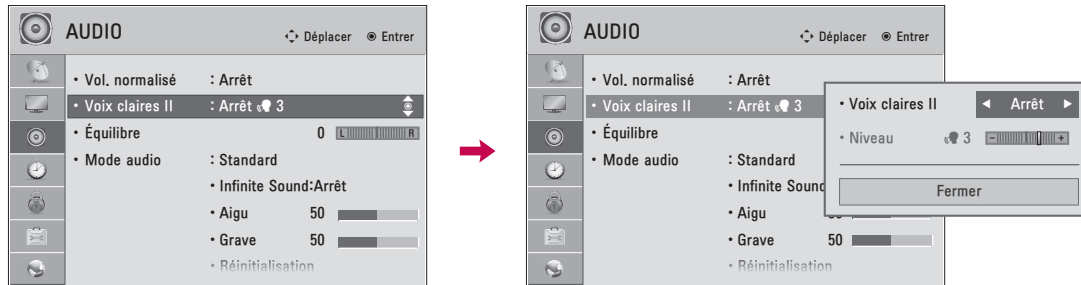 AUDIO
Déplacer Entrer
• Vol. normalisé : Arrêt
• Voix claires II : Arrêt 3
• Équilibre 0 L R
• Mode audio : Standard
• Infinite Sound:Arrêt
• Aigu 50
• Grave 50
• Réinitialisation
AUDIO
Déplacer Entrer
• Vol. normalisé : Arrêt
• Voix claires II : Arrêt 3
• Équilibre
• Mode audio : Standard
• Infinite Sound
• Aigu
• Grave 50
• Réinitialisation
• Voix claires II ◄ Arrêt ►
• Niveau 3 - +
Fermer